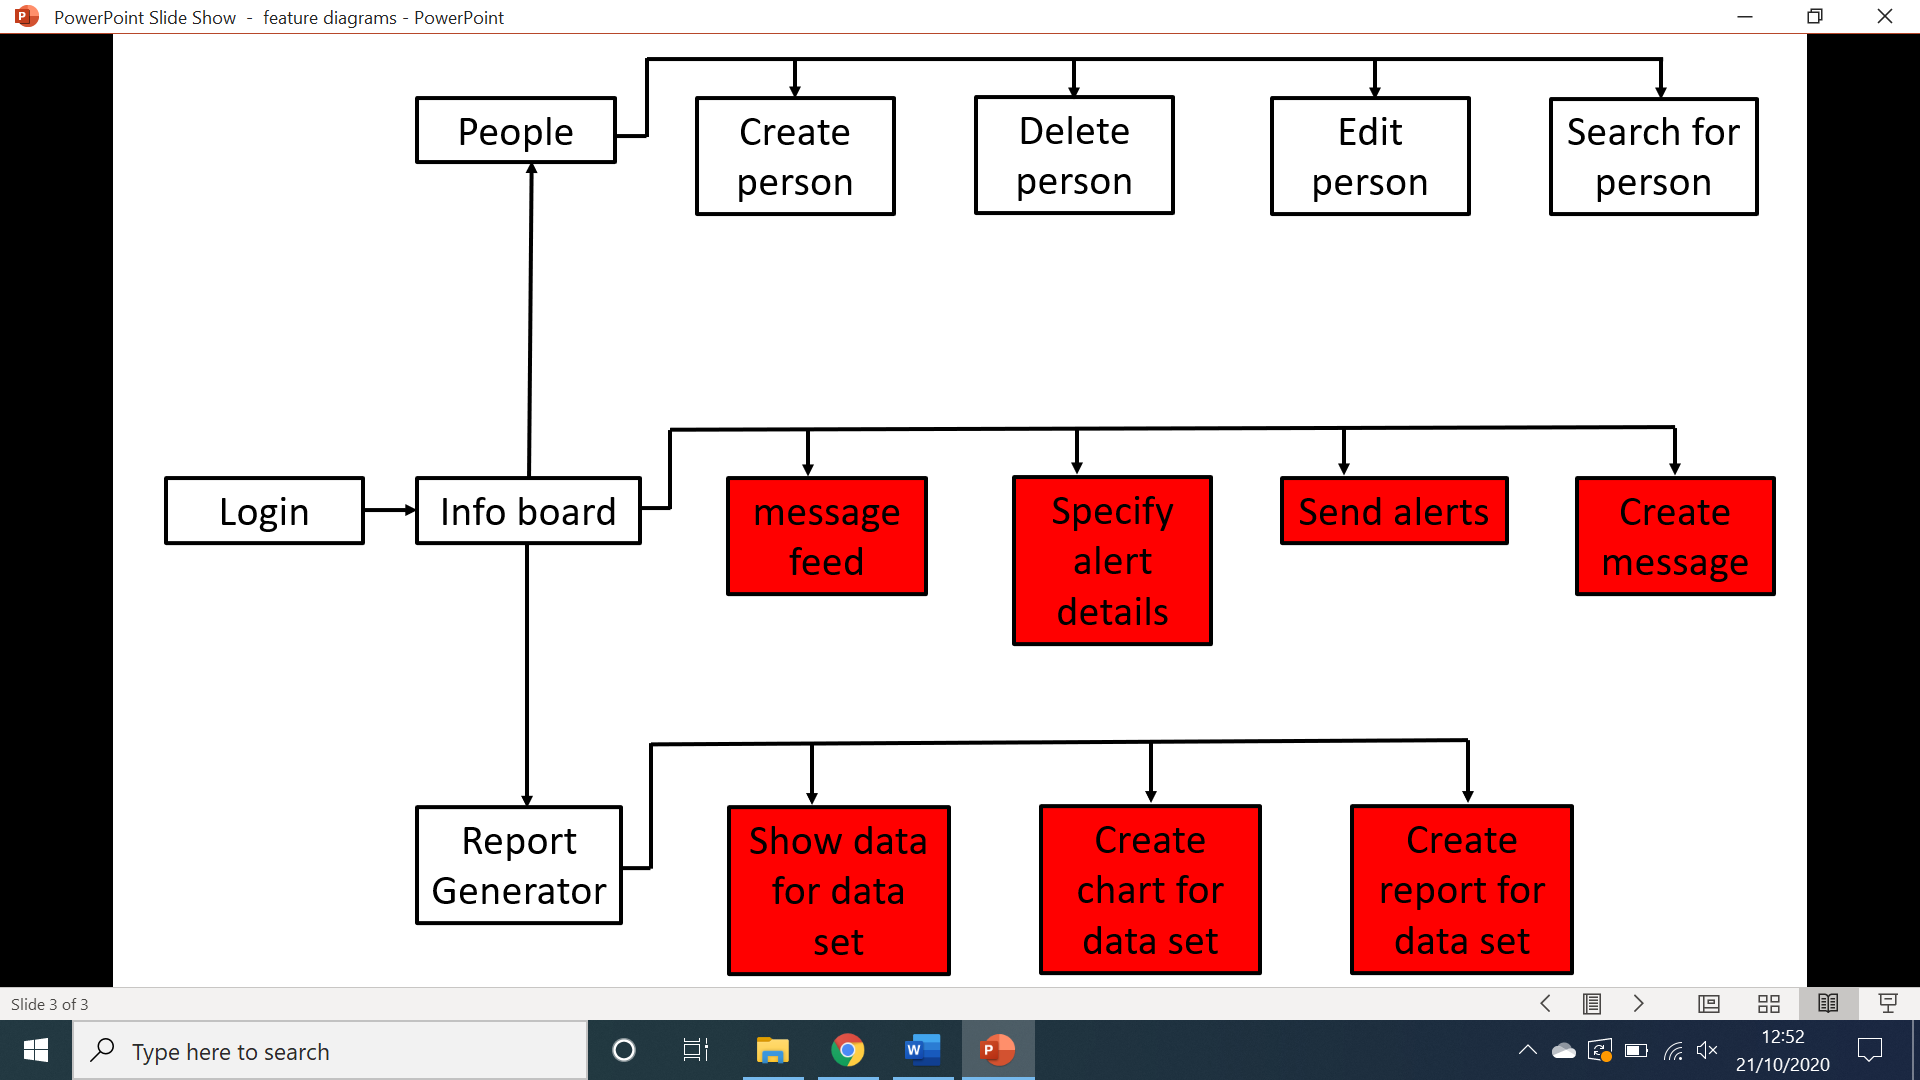 PowerPoint Slide Show - feature diagrams - PowerPoint
People
Create
person
Delete
person
Edit
person
Search for
person
Login
Info board
message
feed
Specify
alert
details
Send alerts
Create
message
Report
Generator
Show data
for data
set
Create
chart for
data set
Create
report for
data set
Slide 3 of 3
Type here to search
12:52
21/10/2020